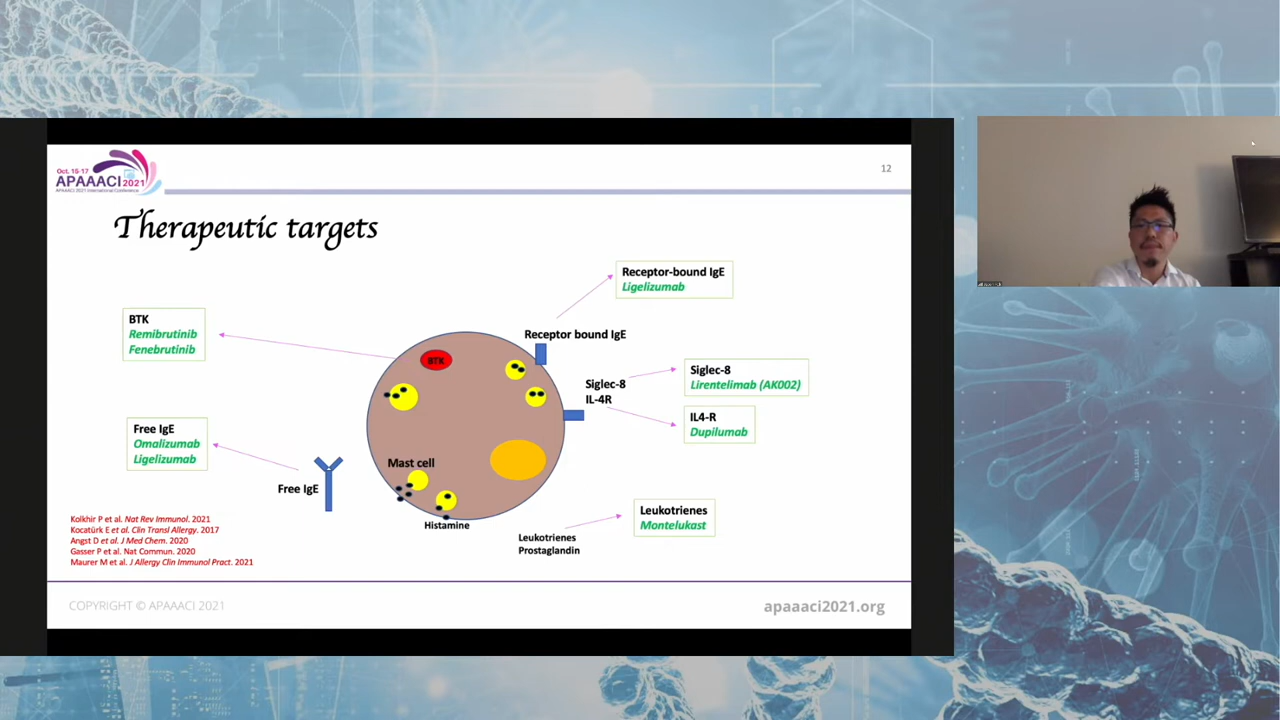 Oct. 15-17
APAAACI 2021
APAAACI 2021 International Conference
12
Therapeutic targets
Receptor-bound IgE
Ligelizumab
BTK
Remibrutinib
Fenebrutinib
Receptor bound IgE
BTK
Siglec-8
IL-4R
Siglec-8
Lirentelimab (AK002)
IL4-R
Dupilumab
Free IgE
Omalizumab
Ligelizumab
Mast cell
Free IgE
Histamine
Leukotrienes
Prostaglandin
Leukotrienes
Montelukast
Kolkhir P et al. Nat Rev Immunol. 2021
Kocatürk E et al. Clin Transl Allergy. 2017
Angst D et al. J Med Chem. 2020
Gasser P et al. Nat Commun. 2020
Maurer M et al. J Allergy Clin Immunol Pract. 2021
COPYRIGHT © APAAACI 2021
apaaaci2021.org